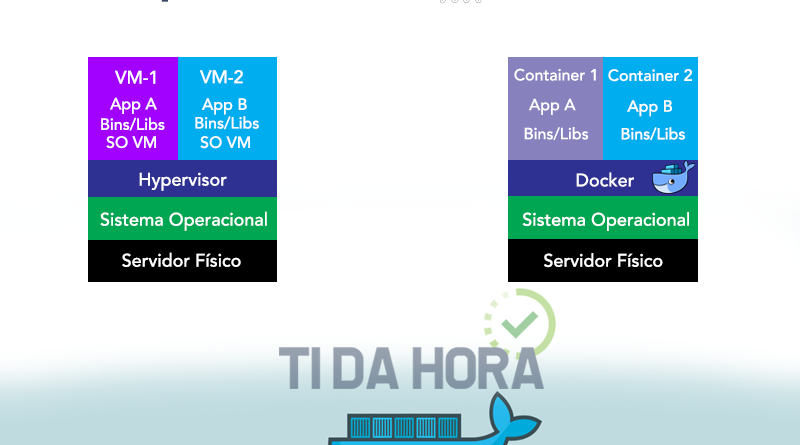 VM-1
App A
Bins/Libs
SO VM
VM-2
App B
Bins/Libs
SO VM
Hypervisor
Sistema Operacional
Servidor Físico
Container 1
App A
Bins/Libs
Container 2
App B
Bins/Libs
Docker
Sistema Operacional
Servidor Físico
TI DA HORA